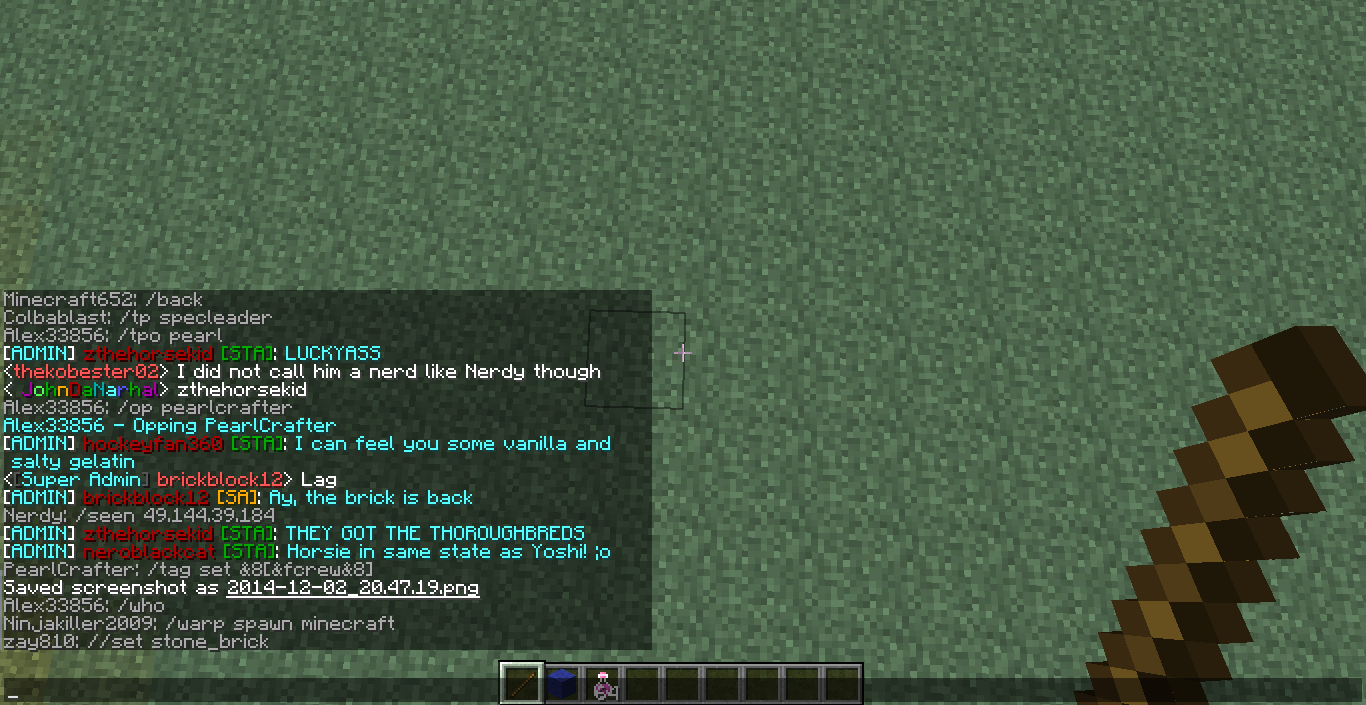 Minecraft652: /back
Colbablast: /tp specleader
Alex33856: /tpo pearl
[ADMIN] zthehorsekid [STA]: LUCKYASS
<thekobester02> I did not call him a nerd like Nerdy though
< JohnDaNarhal> zthehorsekid
Alex33856: /op pearlcrafter
Alex33856 - Opping PearlCrafter
[ADMIN] hockeyfan360 [STA]: I can feel you some vanilla and
salty gelatin
<[Super Admin] brickblock12> Lag
[ADMIN] brickblock12 [SA]: Ay, the brick is back
Nerdy: /seen 49.144.39.184
[ADMIN] zthehorsekid [STA]: THEY GOT THE THOROUGHBREDS
[ADMIN] neroblackcat [STA]: Horsie in same state as Yoshi! ;o
PearlCrafter: /tag set &8[&fcrew&8]
Saved screenshot as 2014-12-02_20.47.19.png
Alex33856: /who
Ninjakiller2009: /warp spawn minecraft
zay810: //set stone_brick
_
64